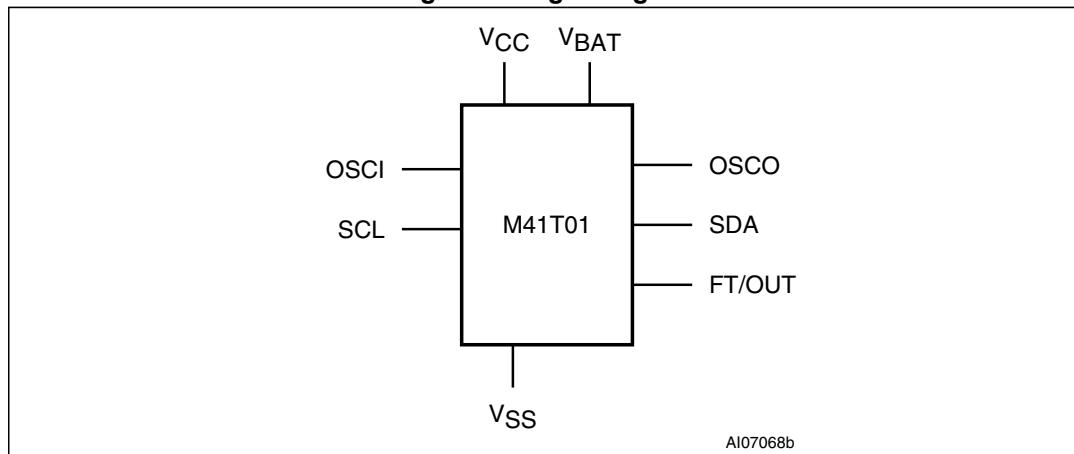 VCC VBAT
OSCI OSCO
SCL M41T01 SDA
FT/OUT
VSS
AI07068b